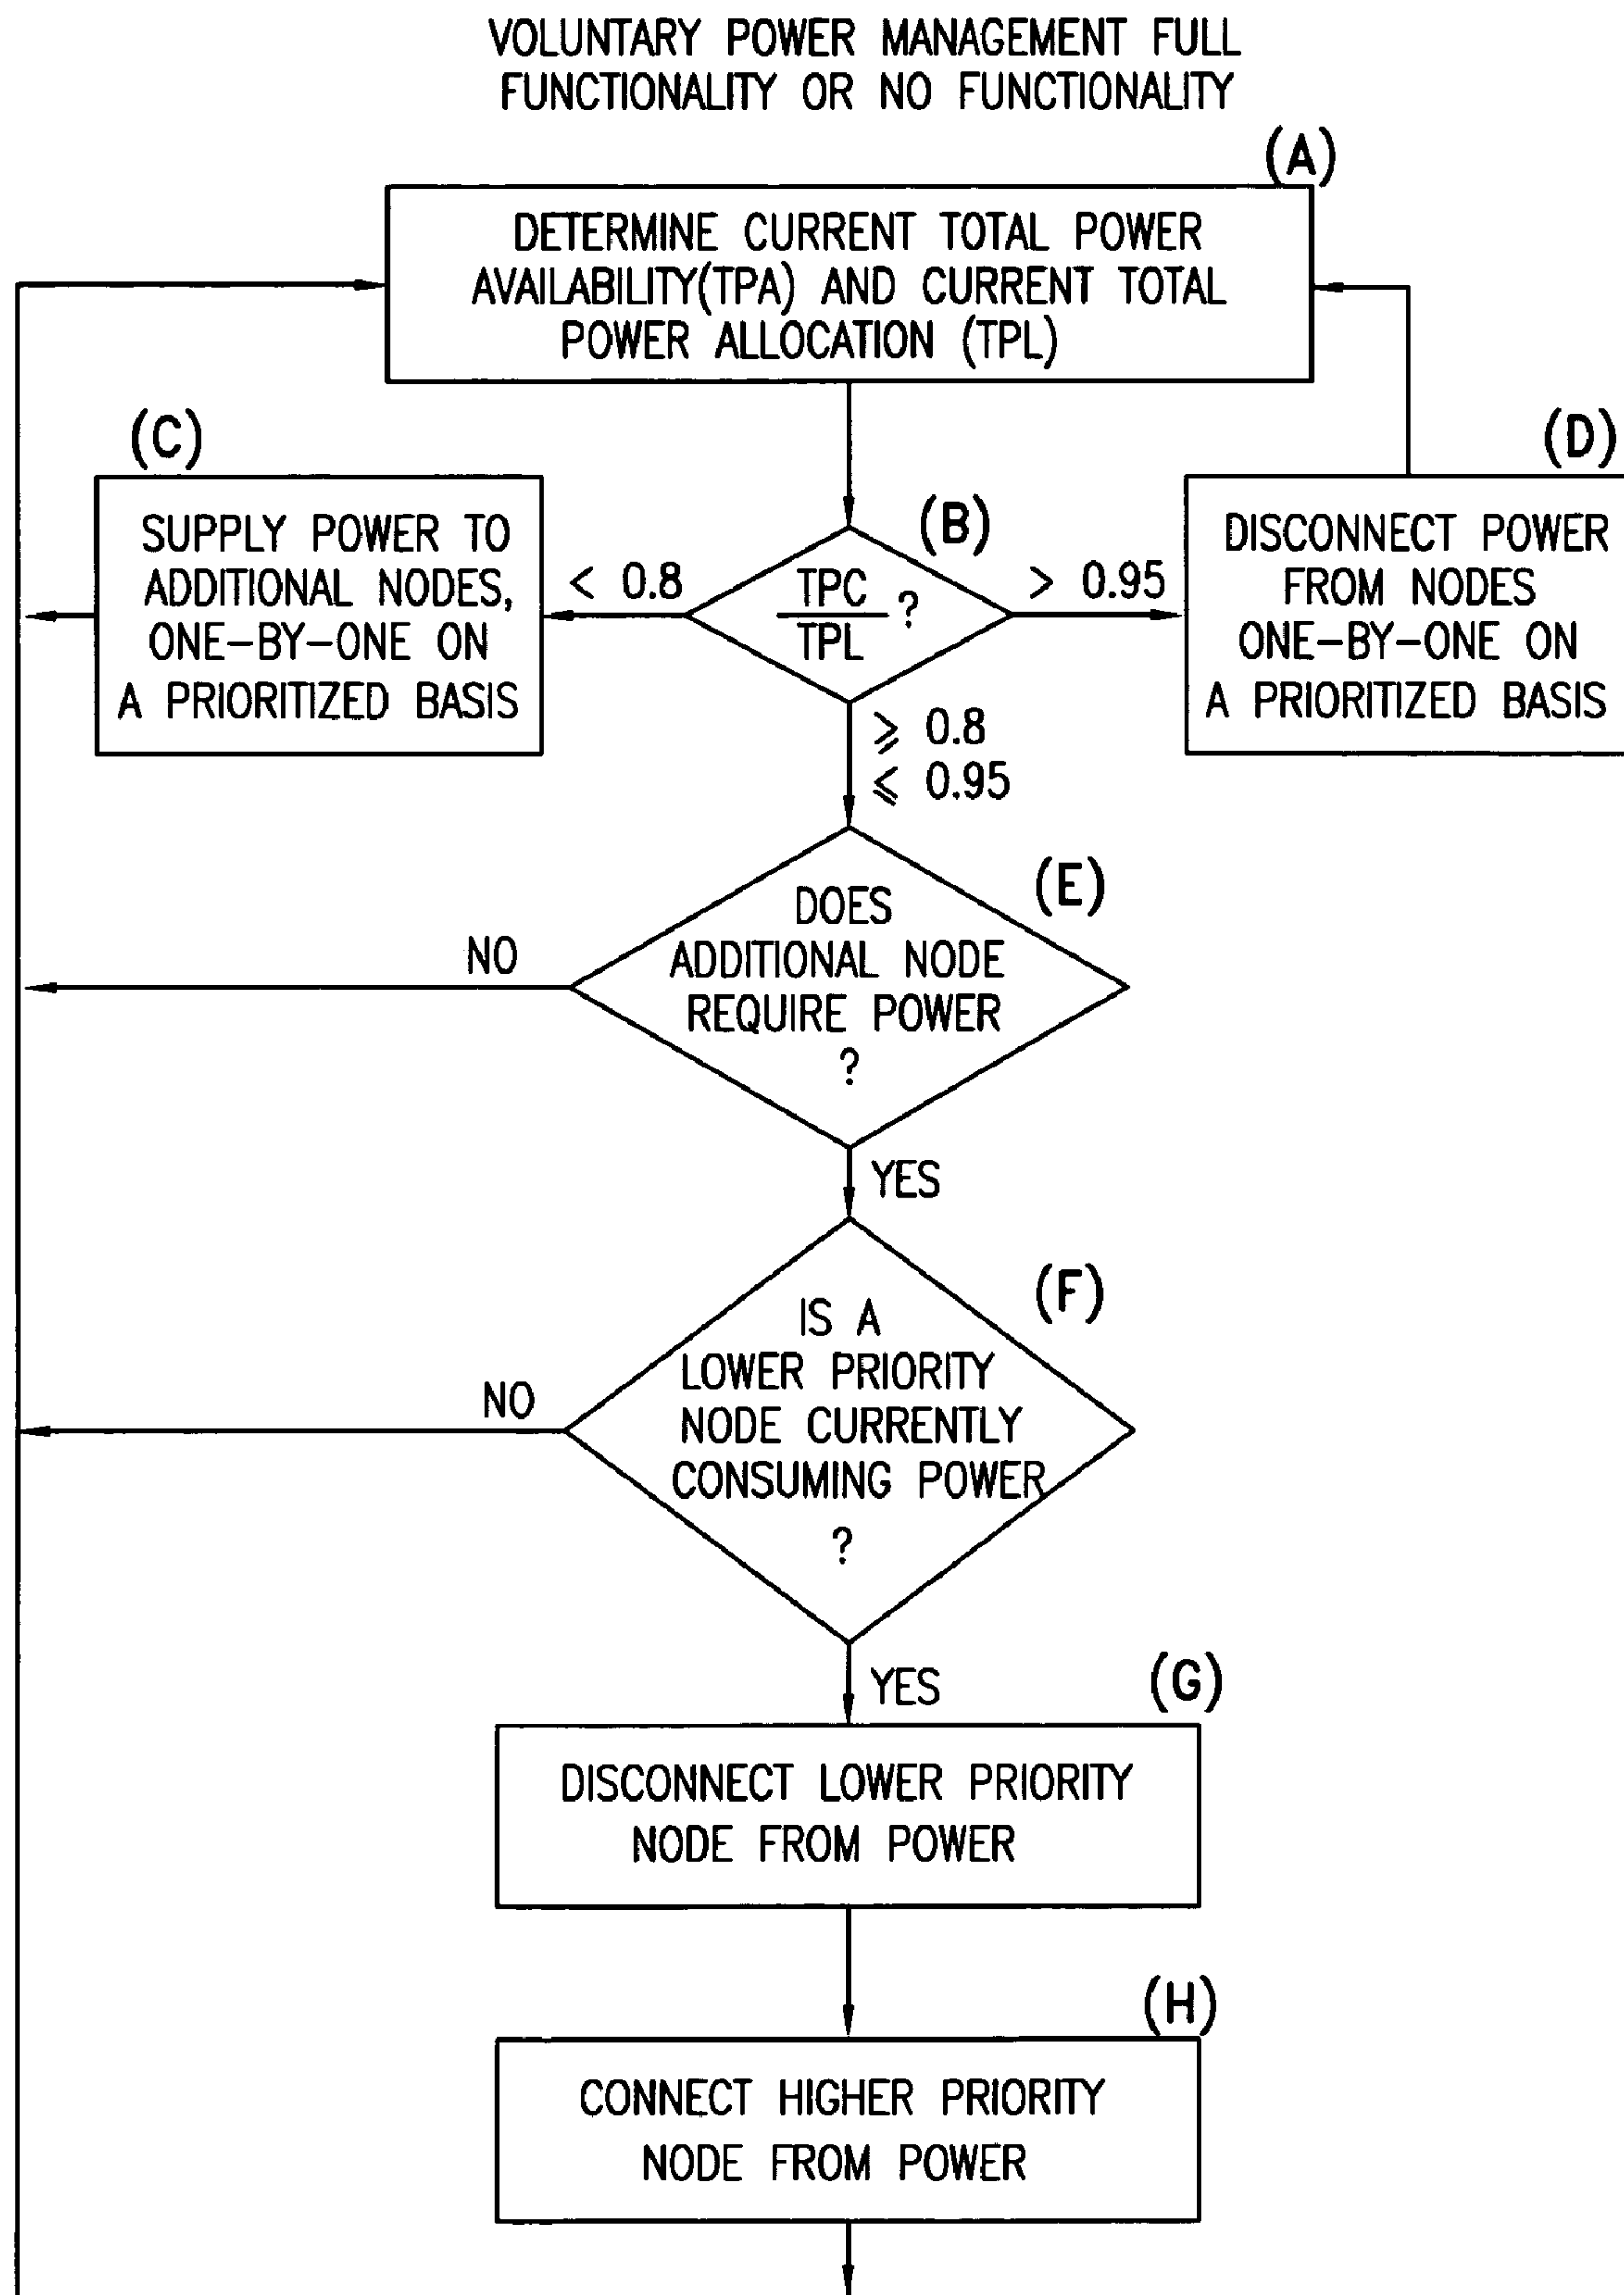 VOLUNTARY POWER MANAGEMENT FULL
FUNCTIONALITY OR NO FUNCTIONALITY
(A)
DETERMINE CURRENT TOTAL POWER
AVAILABILITY(TPA) AND CURRENT TOTAL
POWER ALLOCATION (TPL)
(C)
SUPPLY POWER TO
ADDITIONAL NODES,
ONE-BY-ONE ON
A PRIORITIZED BASIS
< 0.8
(B)
TPC
TPL
?
> 0.95
(D)
DISCONNECT POWER
FROM NODES
ONE-BY-ONE ON
A PRIORITIZED BASIS
⩾ 0.8
⩽ 0.95
(E)
DOES
ADDITIONAL NODE
REQUIRE POWER
?
NO
YES
(F)
IS A
LOWER PRIORITY
NODE CURRENTLY
CONSUMING POWER
?
NO
YES
(G)
DISCONNECT LOWER PRIORITY
NODE FROM POWER
(H)
CONNECT HIGHER PRIORITY
NODE FROM POWER